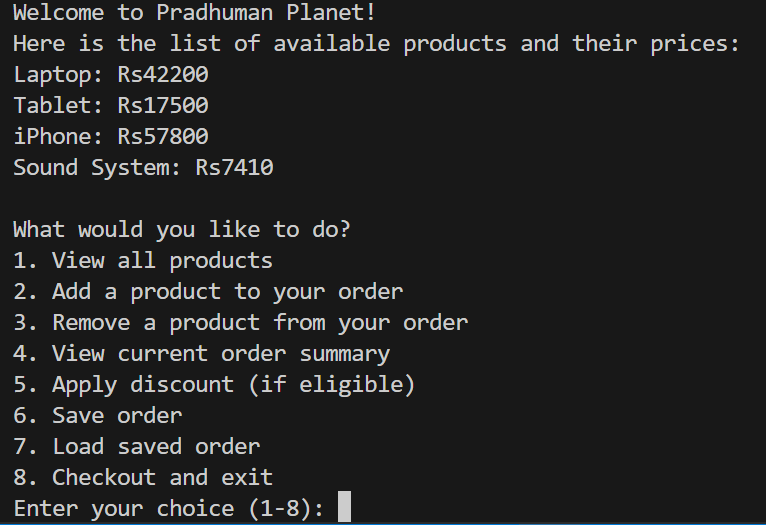 Welcome to Pradhuman Planet!
Here is the list of available products and their prices:
Laptop: Rs42200
Tablet: Rs17500
iPhone: Rs57800
Sound System: Rs7410
What would you like to do?
1. View all products
2. Add a product to your order
3. Remove a product from your order
4. View current order summary
5. Apply discount (if eligible)
6. Save order
7. Load saved order
8. Checkout and exit
Enter your choice (1-8):